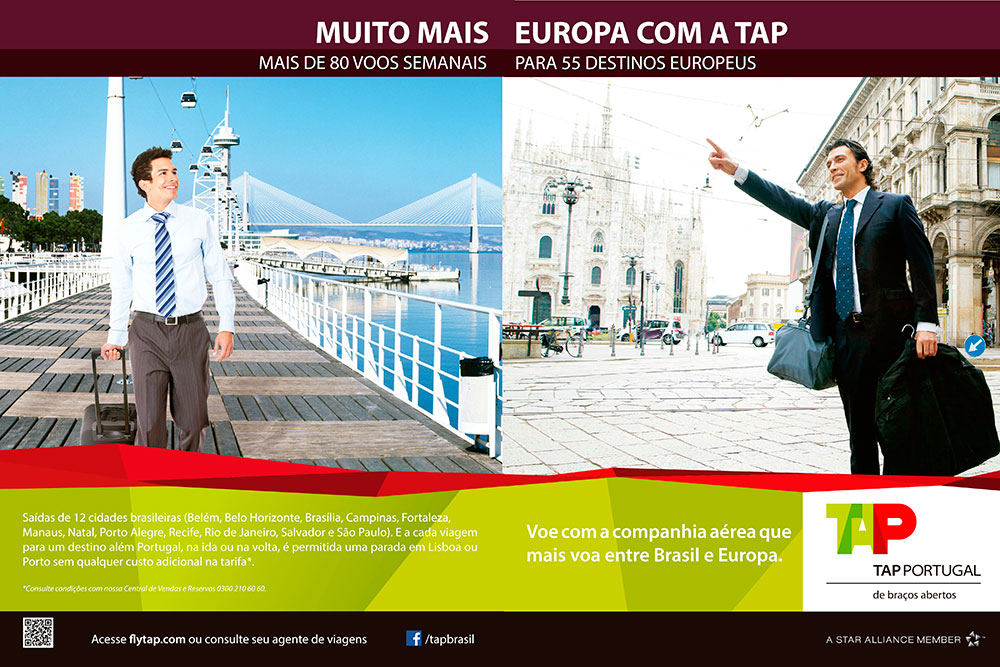 MUITO MAIS EUROPA COM A TAP
MAIS DE 80 VOOS SEMANAIS PARA 55 DESTINOS EUROPEUS
Saídas de 12 cidades brasileiras (Belém, Belo Horizonte, Brasília, Campinas, Fortaleza,
Manaus, Natal, Porto Alegre, Recife, Rio de Janeiro, Salvador e São Paulo). E a cada viagem
para um destino além Portugal, na ida ou na volta, é permitida uma parada em Lisboa ou
Porto sem qualquer custo adicional na tarifa*.
*Consulte condições com nossa Central de Vendas e Reservas 0300 210 60 60.
Voe com a companhia aérea que
mais voa entre Brasil e Europa.
TAP
TAP PORTUGAL
de braços abertos
Acesse flytap.com ou consulte seu agente de viagens
f /tapbrasil
A STAR ALLIANCE MEMBER